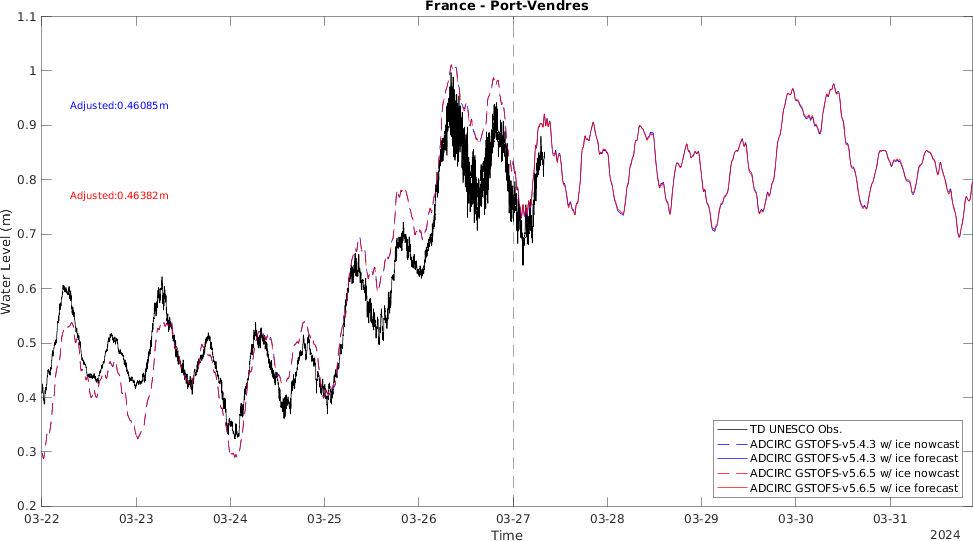 France - Port-Vendres
1.1
1
0.9
0.8
0.7
0.6
0.5
0.4
0.3
0.2
Water Level (m)
Adjusted:0.46085m
Adjusted:0.46382m
TD UNESCO Obs.
ADCIRC GSTOFS-v5.4.3 w/ ice nowcast
ADCIRC GSTOFS-v5.4.3 w/ ice forecast
ADCIRC GSTOFS-v5.6.5 w/ ice nowcast
ADCIRC GSTOFS-v5.6.5 w/ ice forecast
03-22 03-23 03-24 03-25 03-26 03-27 03-28 03-29 03-30 03-31
Time
2024